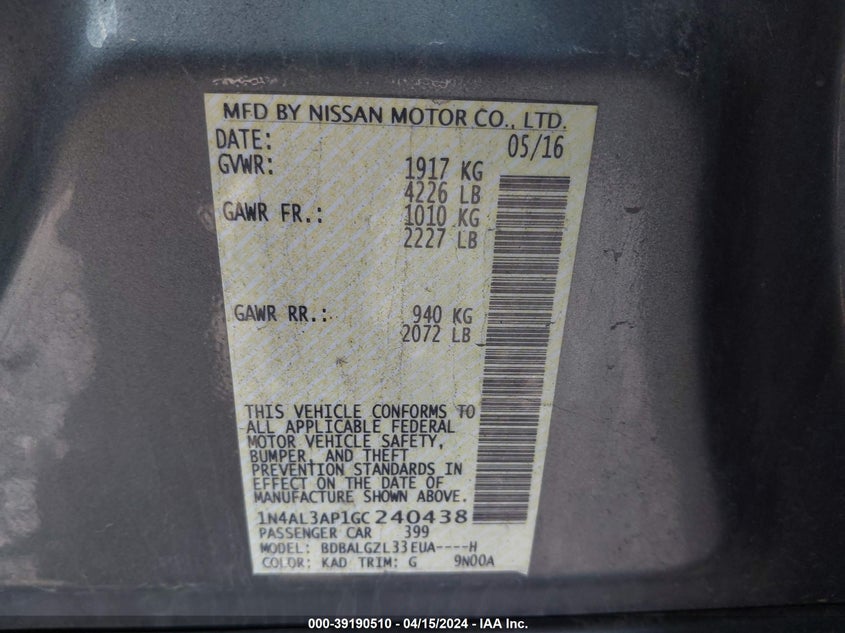 MFD BY NISSAN MOTOR CO., LTD.
DATE: 05/16
GVWR: 1917 KG
4226 LB
GAWR FR.: 1010 KG
2227 LB
GAWR RR.: 940 KG
2072 LB
THIS VEHICLE CONFORMS TO
ALL APPLICABLE FEDERAL
MOTOR VEHICLE SAFETY,
BUMPER, AND THEFT
PREVENTION STANDARDS IN
EFFECT ON THE DATE OF
MANUFACTURE SHOWN ABOVE.
1N4AL3AP1GC240438
PASSENGER CAR 399
MODEL: BDBALGZL33EUA----H
COLOR: KAD TRIM: G 9N00A
000-39190510 - 04/15/2024 - IAA Inc.